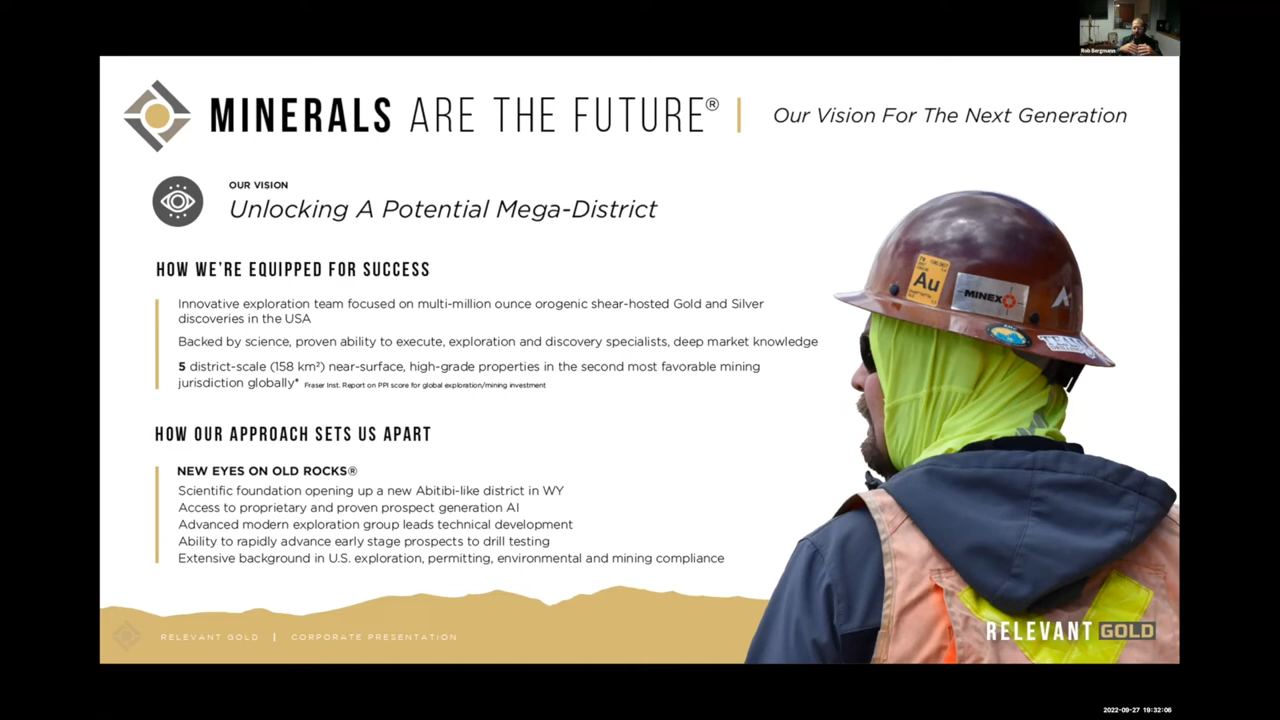 Rob Bergmann
MINERALS ARE THE FUTURE®
Our Vision For The Next Generation
OUR VISION
Unlocking A Potential Mega-District
HOW WE'RE EQUIPPED FOR SUCCESS
Innovative exploration team focused on multi-million ounce orogenic shear-hosted Gold and Silver
discoveries in the USA
Backed by science, proven ability to execute, exploration and discovery specialists, deep market knowledge
5 district-scale (158 km²) near-surface, high-grade properties in the second most favorable mining
jurisdiction globally* Fraser Inst. Report on PPI score for global exploration/mining investment
HOW OUR APPROACH SETS US APART
NEW EYES ON OLD ROCKS®
Scientific foundation opening up a new Abitibi-like district in WY
Access to proprietary and proven prospect generation AI
Advanced modern exploration group leads technical development
Ability to rapidly advance early stage prospects to drill testing
Extensive background in U.S. exploration, permitting, environmental and mining compliance
79
Au
MINEX
TEAM
RELEVANT GOLD | CORPORATE PRESENTATION
RELEVANT GOLD
2022-09-27 19:32:06